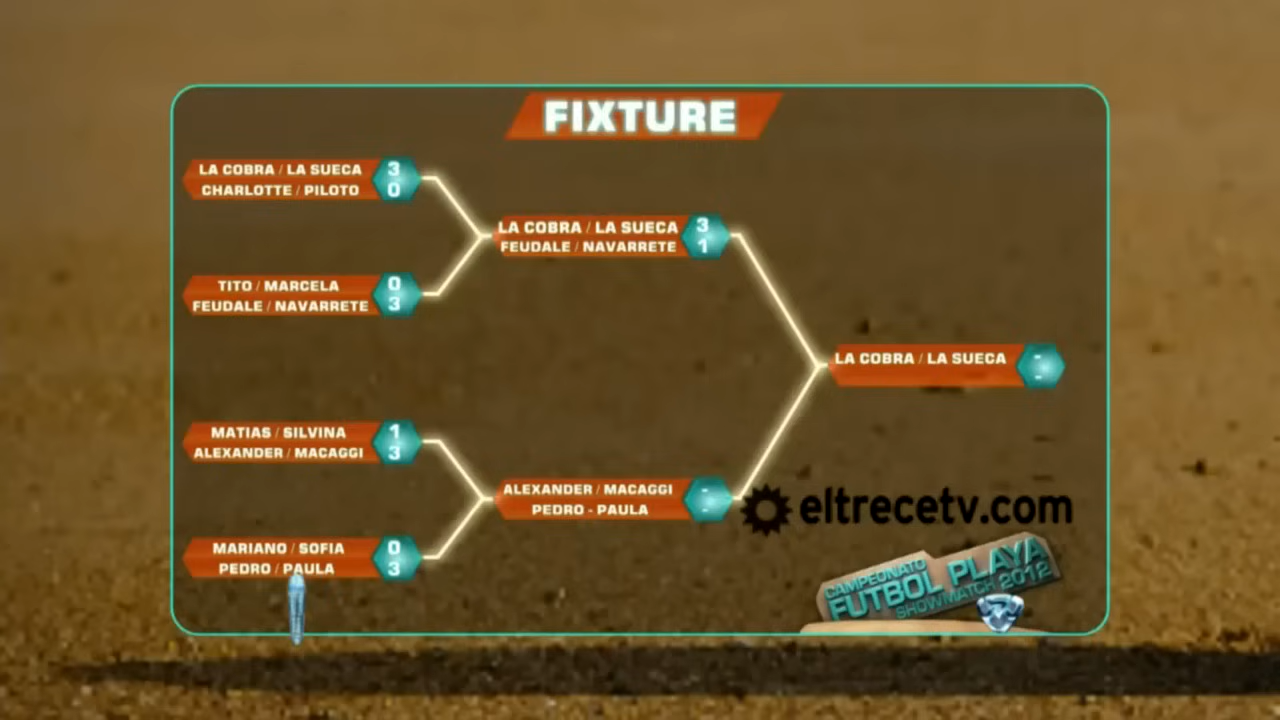 FIXTURE
LA COBRA / LA SUECA 3
CHARLOTTE / PILOTO 0
TITO / MARCELA 0
FEUDALE / NAVARRETE 3
MATIAS / SILVINA 1
ALEXANDER / MACAGGI 3
MARIANO / SOFIA 0
PEDRO / PAULA 3
LA COBRA / LA SUECA 3
FEUDALE / NAVARRETE 1
ALEXANDER / MACAGGI -
PEDRO - PAULA -
LA COBRA / LA SUECA -
-
eltrecetv.com
CAMPEONATO
FUTBOL PLAYA
SHOWMATCH 2012